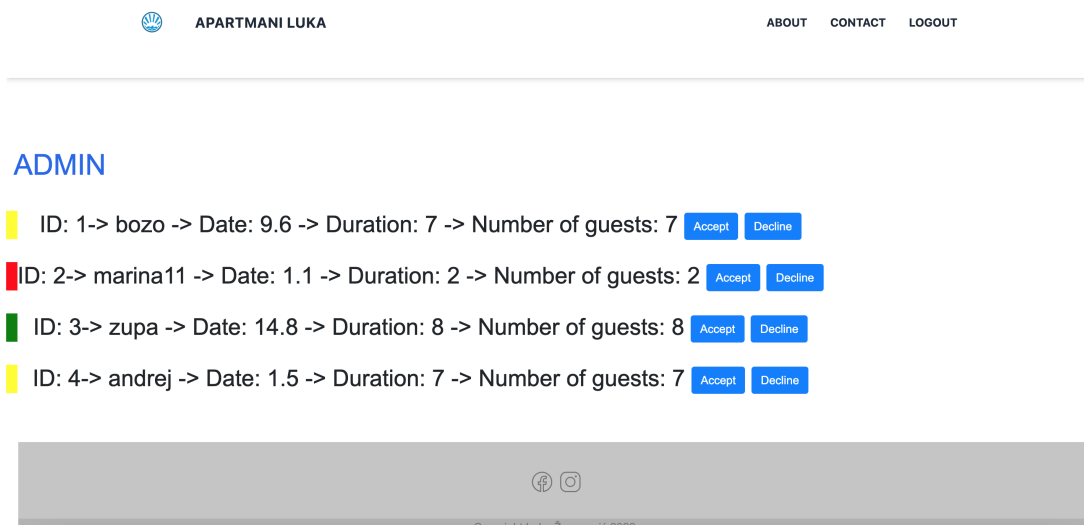 APARTMANI LUKA ABOUT CONTACT LOGOUT
ADMIN
ID: 1-> bozo -> Date: 9.6 -> Duration: 7 -> Number of guests: 7 Accept Decline
ID: 2-> marina11 -> Date: 1.1 -> Duration: 2 -> Number of guests: 2 Accept Decline
ID: 3-> zupa -> Date: 14.8 -> Duration: 8 -> Number of guests: 8 Accept Decline
ID: 4-> andrej -> Date: 1.5 -> Duration: 7 -> Number of guests: 7 Accept Decline